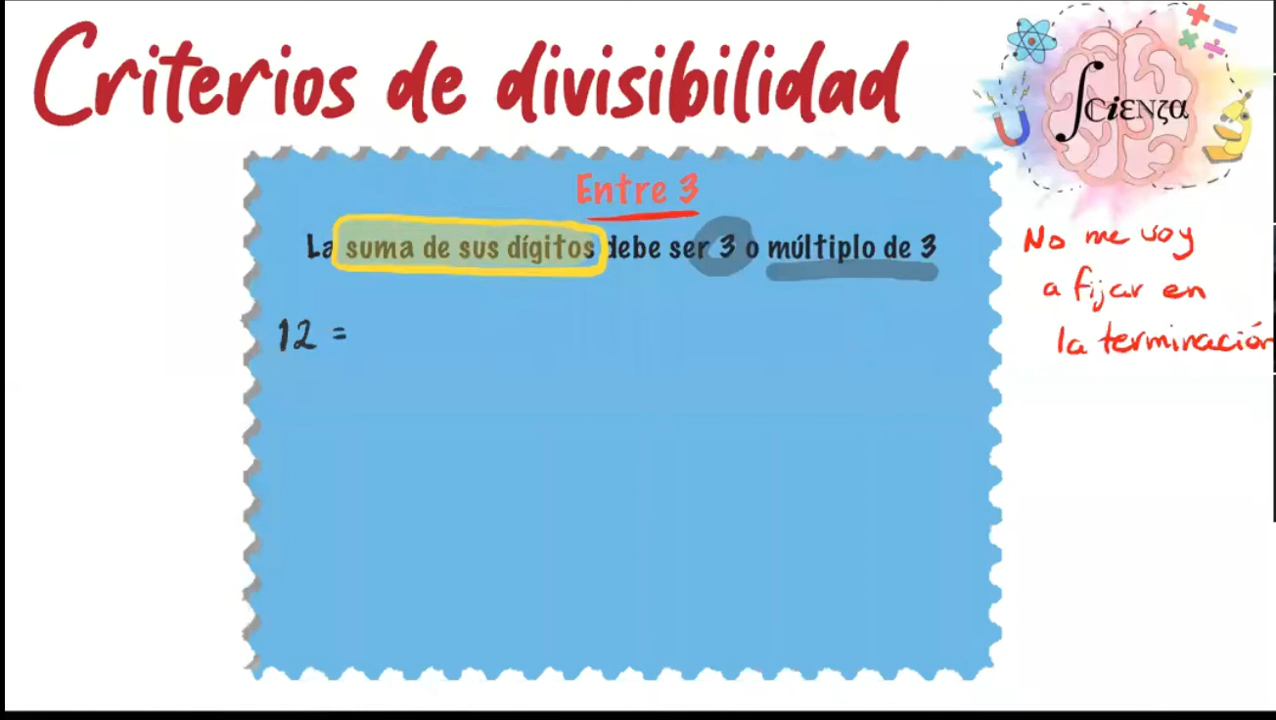 Criterios de divisibilidad
∫CiENζα
Entre 3
La suma de sus dígitos debe ser 3 o múltiplo de 3
No me voy
a fijar en
la terminación
12 =